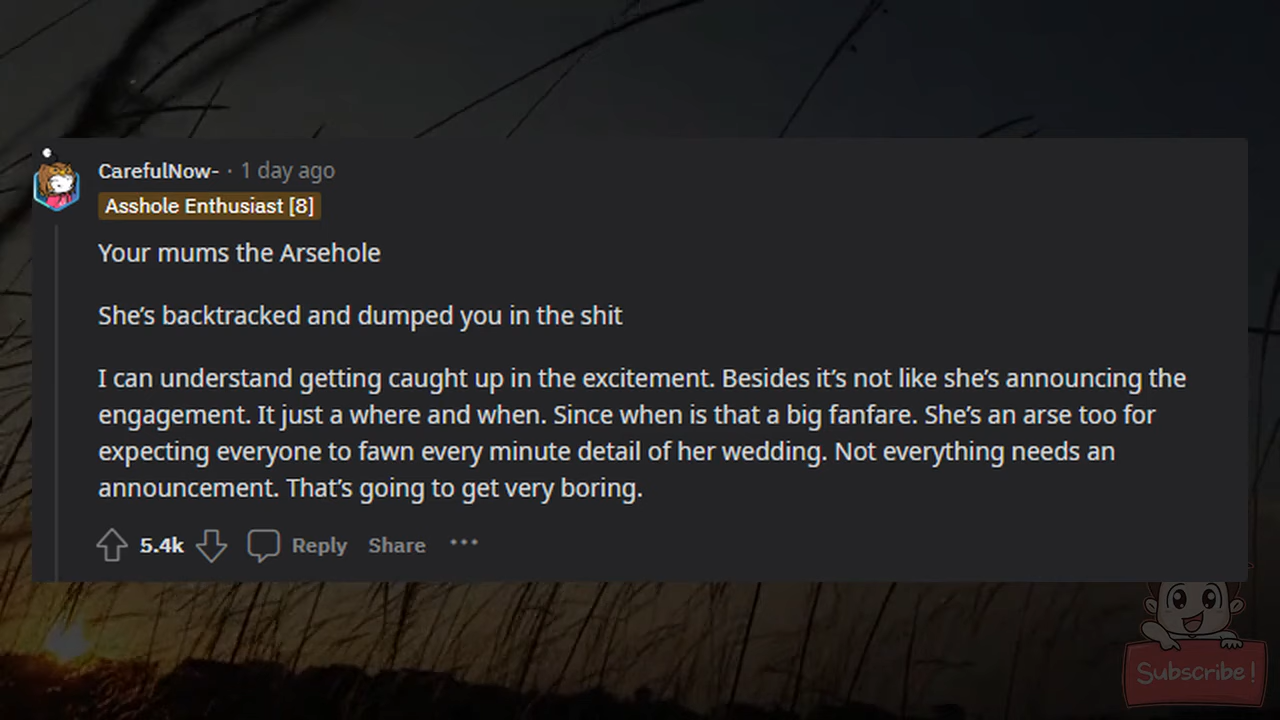 CarefulNow- · 1 day ago
Asshole Enthusiast [8]
Your mums the Arsehole
She’s backtracked and dumped you in the shit
I can understand getting caught up in the excitement. Besides it’s not like she’s announcing the
engagement. It just a where and when. Since when is that a big fanfare. She’s an arse too for
expecting everyone to fawn every minute detail of her wedding. Not everything needs an
announcement. That’s going to get very boring.
5.4k Reply Share ···
Subscribe!